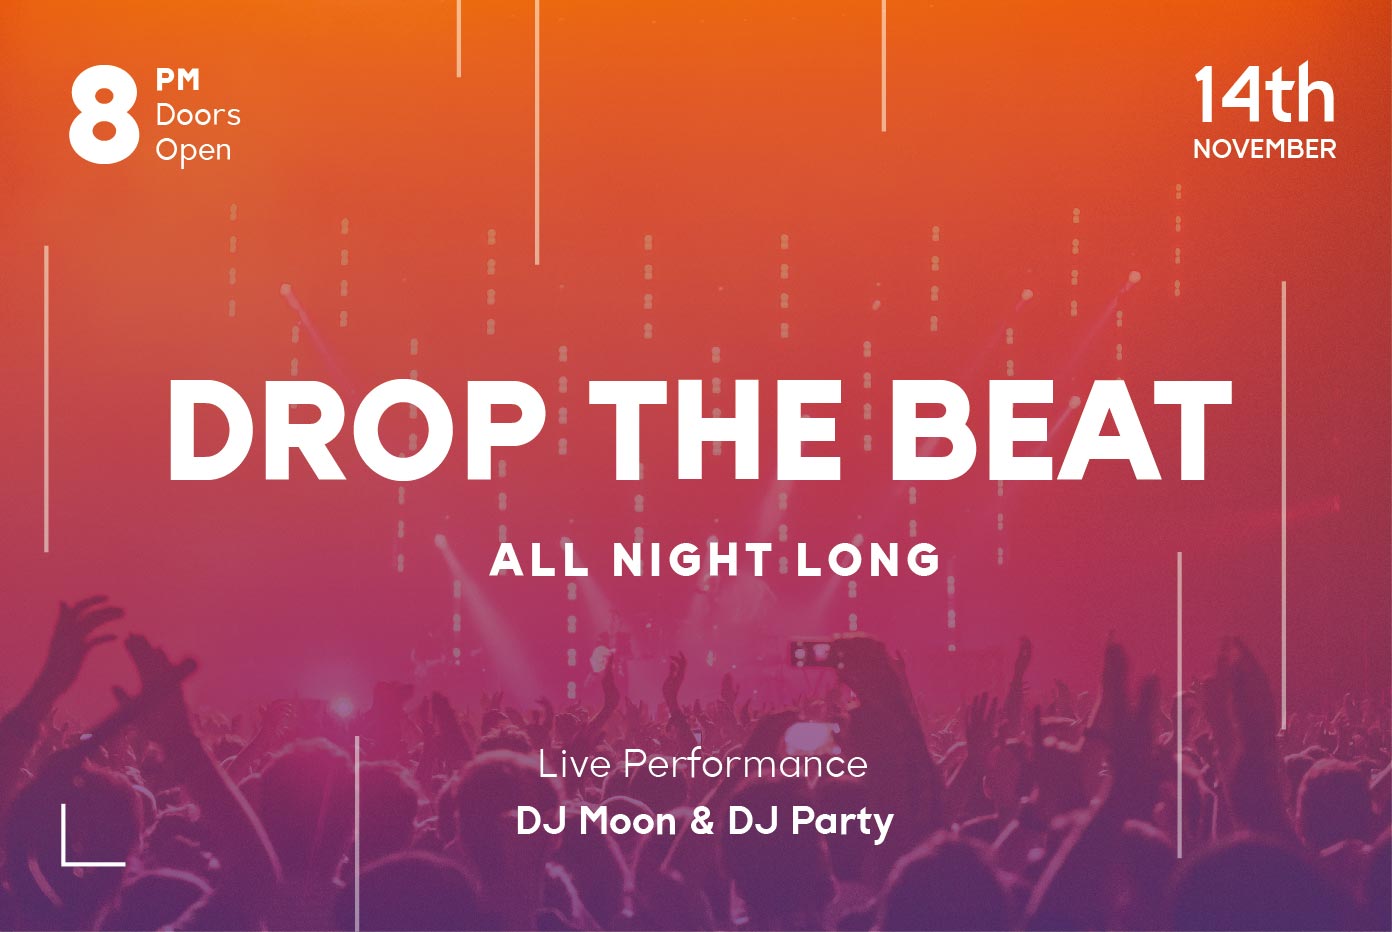 8 PM
Doors
Open
14th
NOVEMBER
DROP THE BEAT
ALL NIGHT LONG
Live Performance
DJ Moon & DJ Party